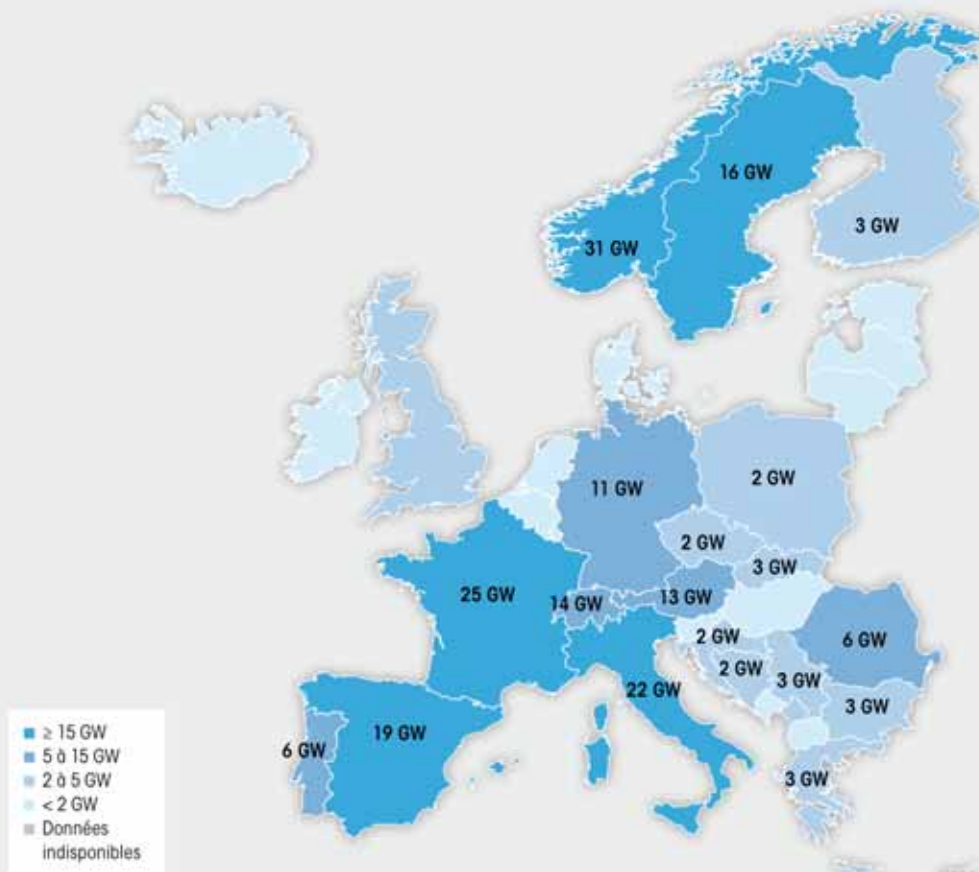 16 GW
3 GW
31 GW
2 GW
11 GW
2 GW
3 GW
25 GW
14 GW
13 GW
2 GW
6 GW
2 GW
3 GW
22 GW
3 GW
19 GW
6 GW
3 GW
≥ 15 GW
5 à 15 GW
2 à 5 GW
< 2 GW
Données
indisponibles